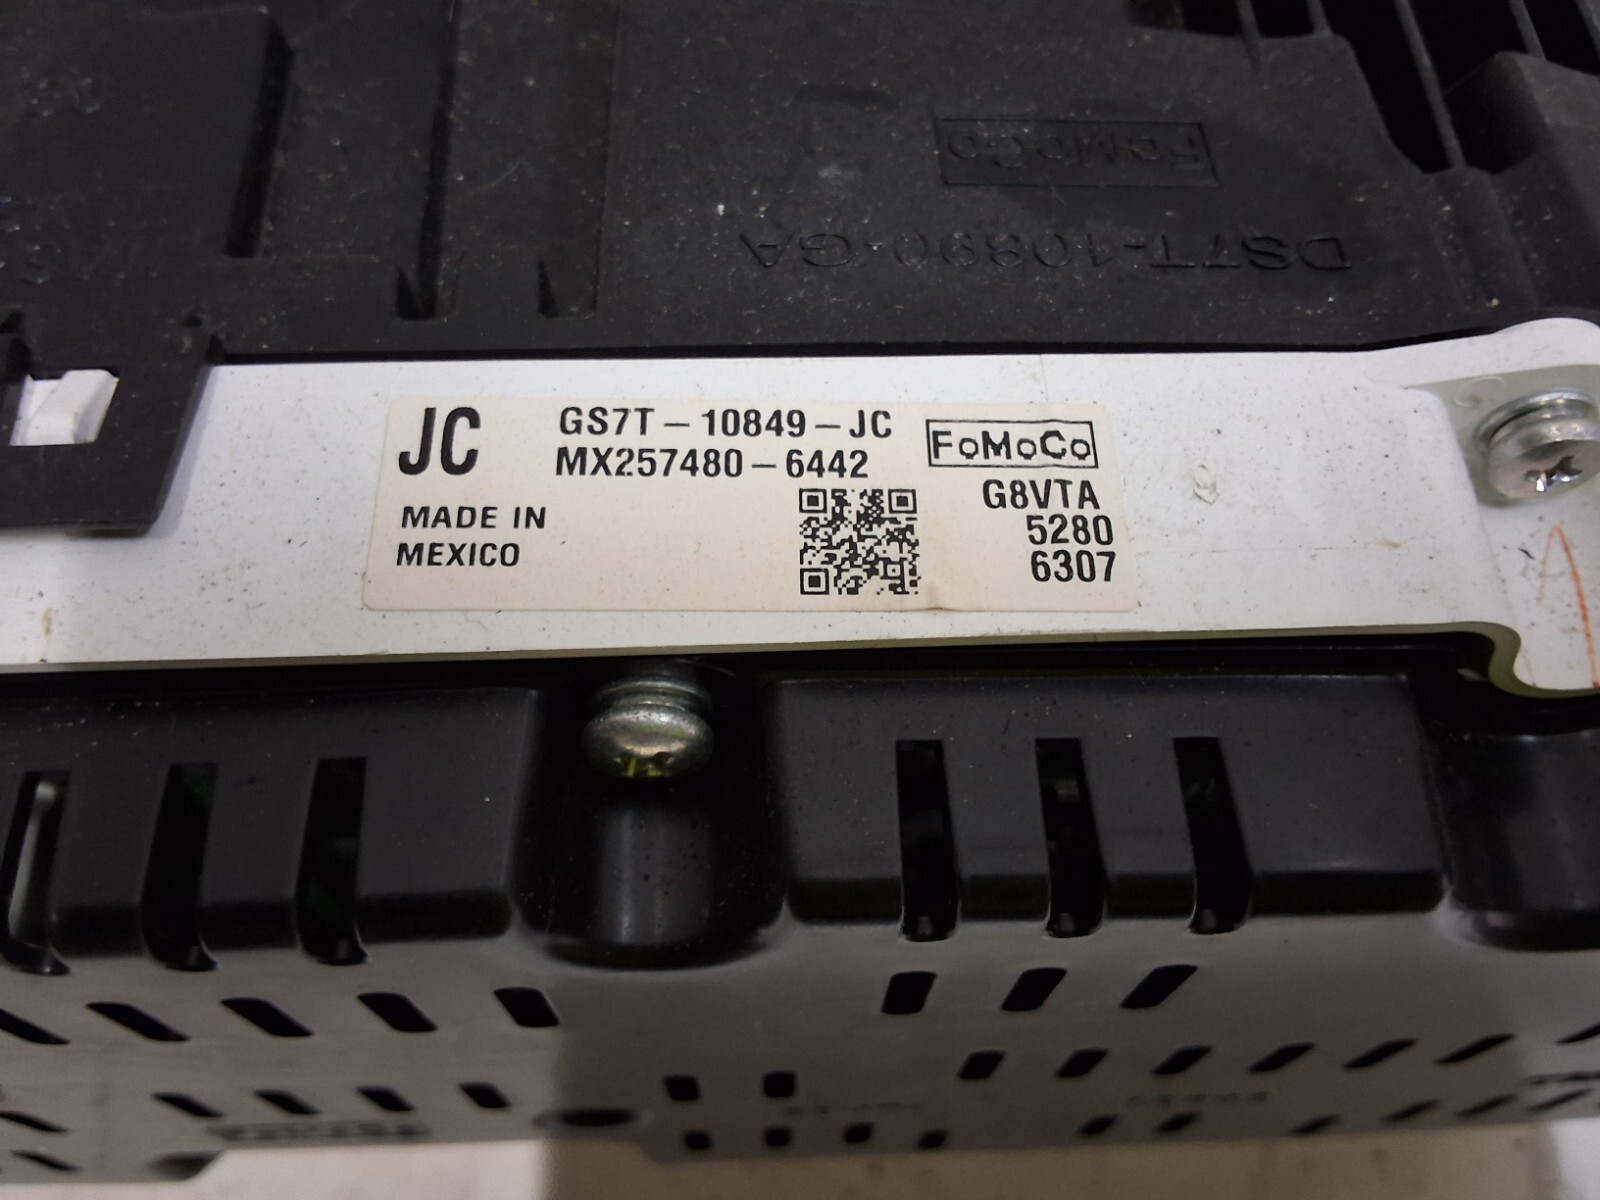 FoMoCo
DS7T-10890-GA
JC
GS7T-10849-JC
MX257480-6442
FoMoCo
G8VTA
5280
6307
MADE IN
MEXICO